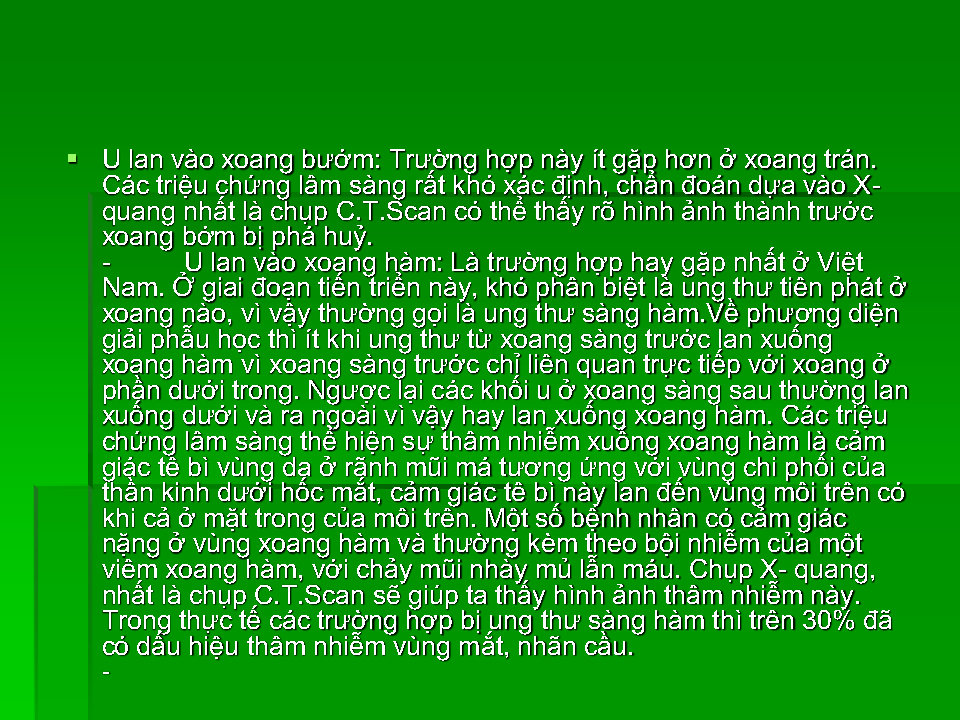 ▪ U lan vào xoang bướm: Trường hợp này ít gặp hơn ở xoang trán.
Các triệu chứng lâm sàng rất khó xác định, chẩn đoán dựa vào X-
quang nhất là chụp C.T.Scan có thể thấy rõ hình ảnh thành trước
xoang bớm bị phá huỷ.
- U lan vào xoang hàm: Là trường hợp hay gặp nhất ở Việt
Nam. Ở giai đoạn tiến triển này, khó phân biệt là ung thư tiên phát ở
xoang nào, vì vậy thường gọi là ung thư sàng hàm.Về phương diện
giải phẫu học thì ít khi ung thư từ xoang sàng trước lan xuống
xoang hàm vì xoang sàng trước chỉ liên quan trực tiếp với xoang ở
phần dưới trong. Ngược lại các khối u ở xoang sàng sau thường lan
xuống dưới và ra ngoài vì vậy hay lan xuống xoang hàm. Các triệu
chứng lâm sàng thể hiện sự thâm nhiễm xuống xoang hàm là cảm
giác tê bì vùng da ở rãnh mũi má tương ứng với vùng chi phối của
thần kinh dưới hốc mắt, cảm giác tê bì này lan đến vùng môi trên có
khi cả ở mặt trong của môi trên. Một số bệnh nhân có cảm giác
nặng ở vùng xoang hàm và thường kèm theo bội nhiễm của một
viêm xoang hàm, với chảy mũi nhày mủ lẫn máu. Chụp X- quang,
nhất là chụp C.T.Scan sẽ giúp ta thấy hình ảnh thâm nhiễm này.
Trong thực tế các trường hợp bị ung thư sàng hàm thì trên 30% đã
có dấu hiệu thâm nhiễm vùng mắt, nhãn cầu.
-